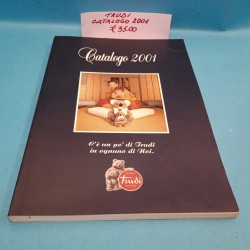 TRUDI
CATALOGO 2001
€ 35.00
Catalogo 2001
C'è un po' di Trudi
in ognuno di Noi.
Trudi